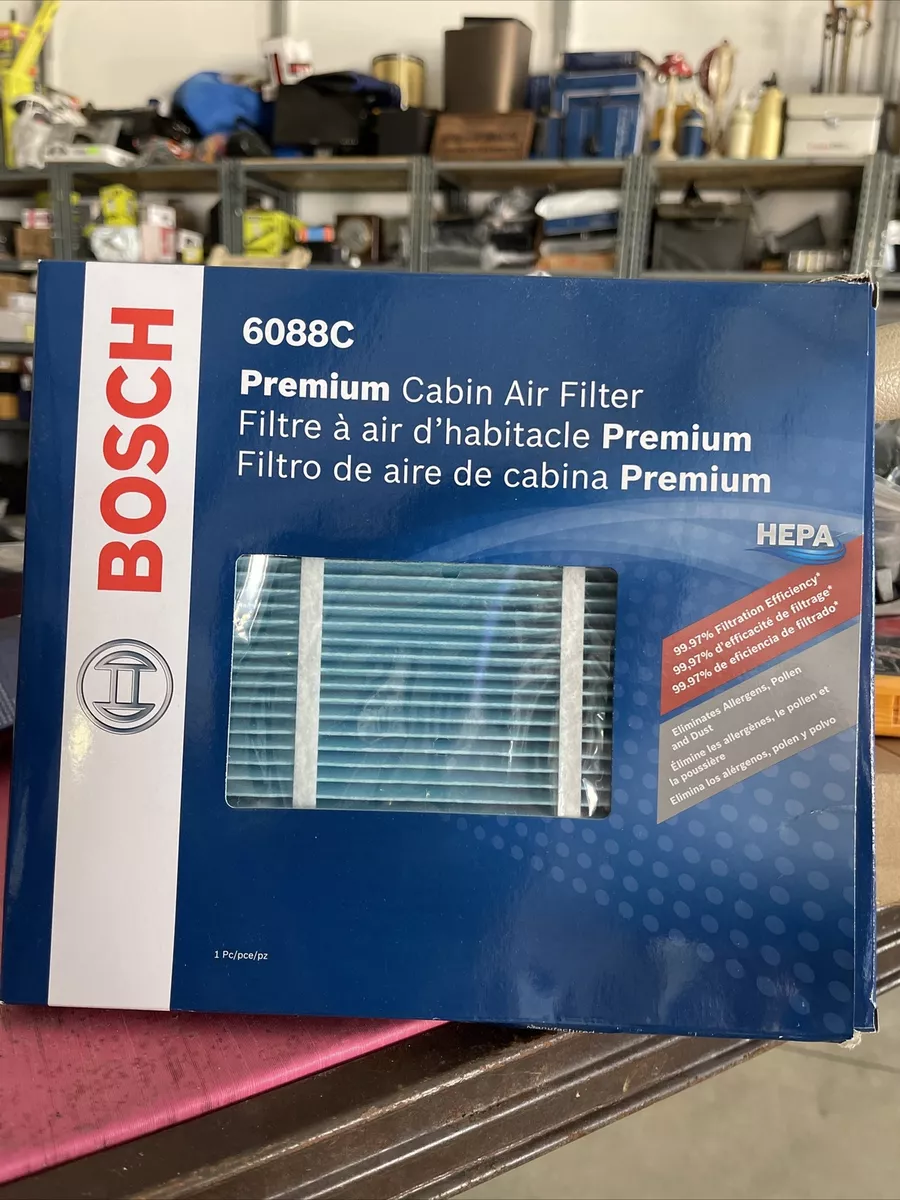 BOSCH
6088C
Premium Cabin Air Filter
Filtre à air d'habitacle Premium
Filtro de aire de cabina Premium
HEPA
99.97% Filtration Efficiency*
99,97% d'efficacité de filtrage*
99.97% de eficiencia de filtrado*
Eliminates Allergens, Pollen
and Dust
Élimine les allergènes, le pollen et
la poussière
Elimina los alérgenos, polen y polvo
1 Pc/pce/pz